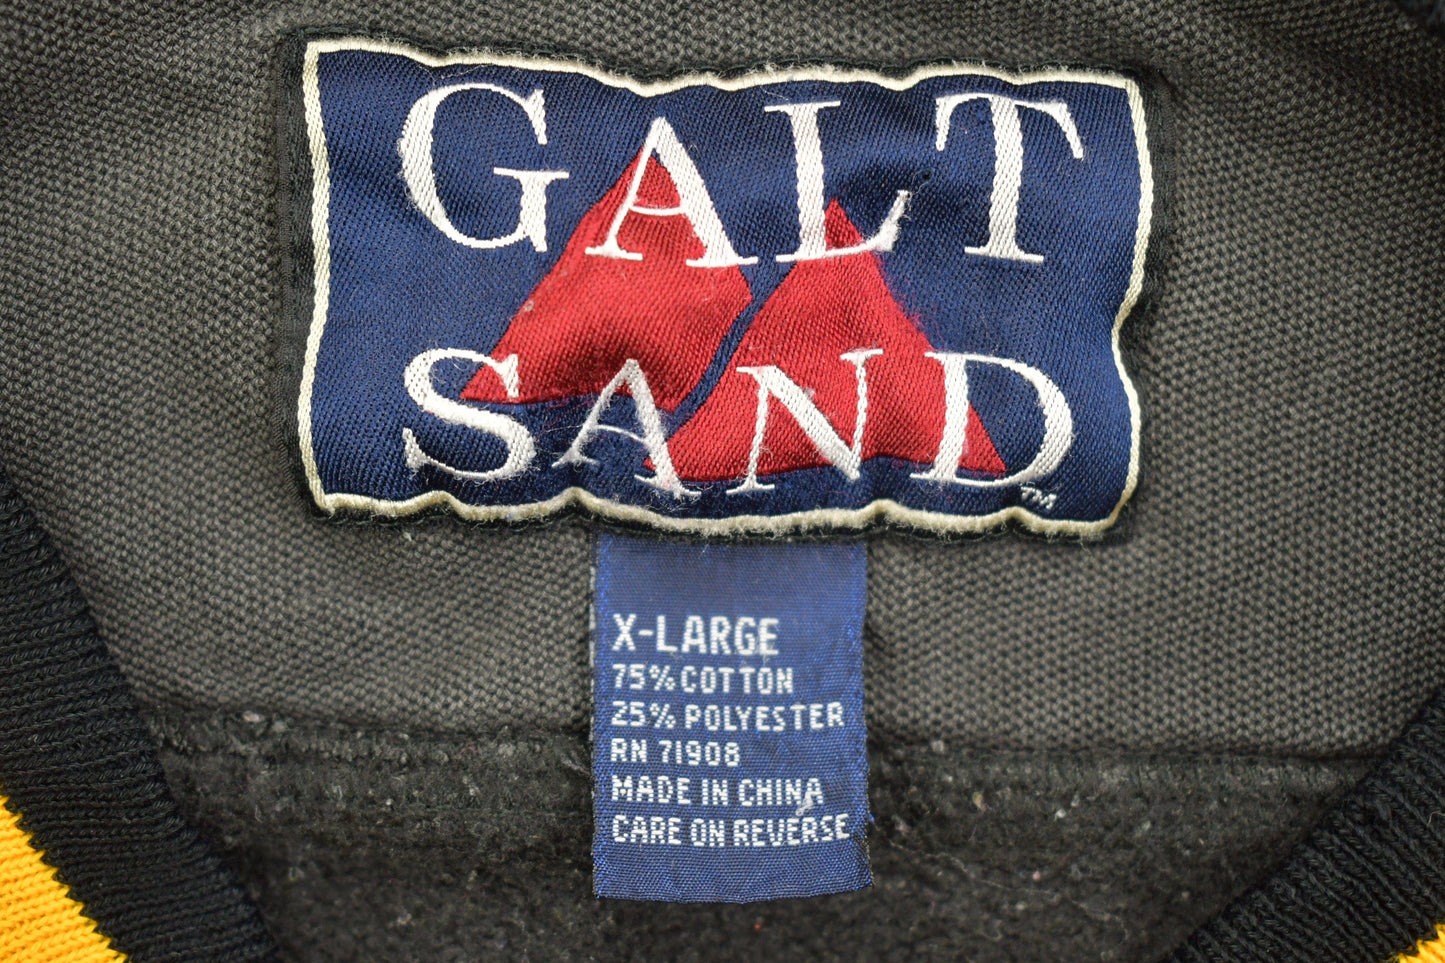 GALT
SAND
TM
X-LARGE
75% COTTON
25% POLYESTER
RN 71908
MADE IN CHINA
CARE ON REVERSE